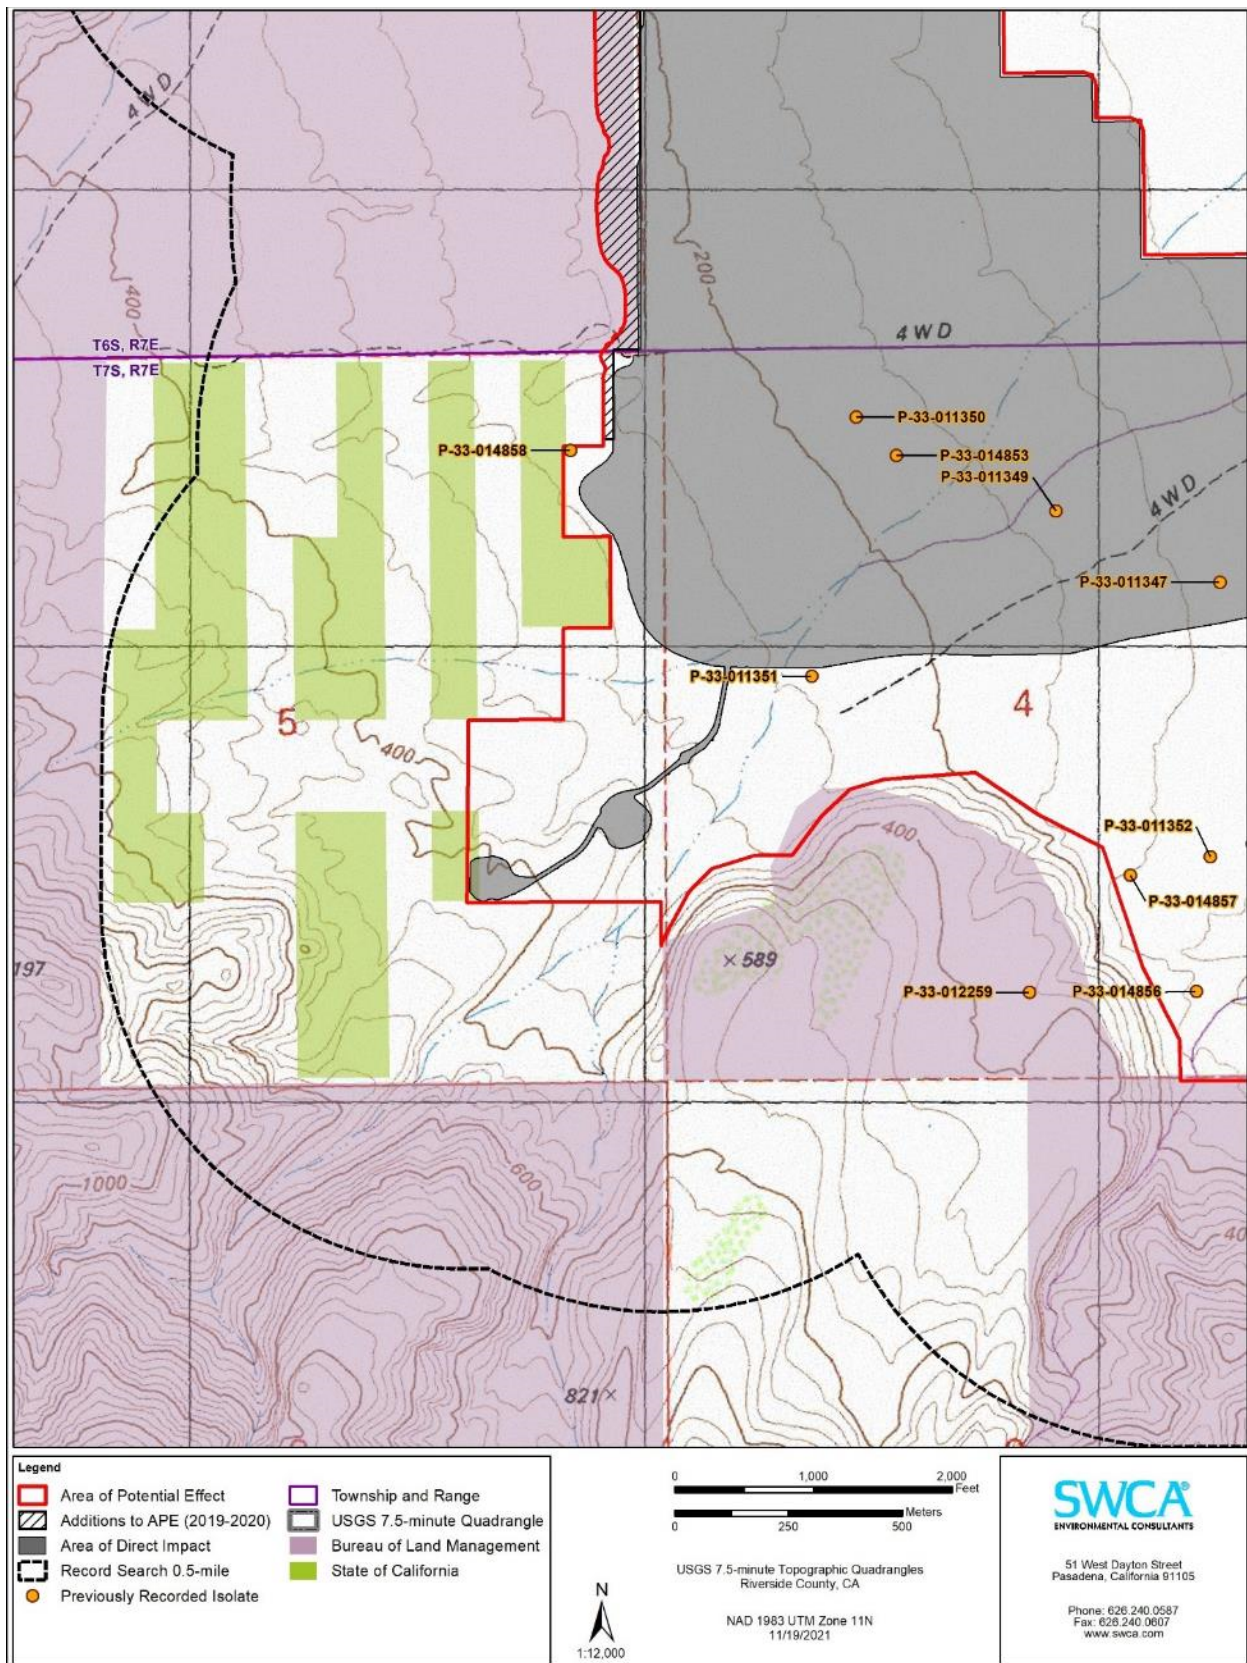 4 W D
400
200
T6S, R7E
T7S, R7E
4 W D
P-33-011350
P-33-014858
P-33-014853
P-33-011349
4 W D
P-33-011347
P-33-011351
5
4
400
400
P-33-011352
P-33-014857
197
× 589
P-33-012259
P-33-014856
1000
600
40
821 ×
Legend
Area of Potential Effect
Additions to APE (2019-2020)
Area of Direct Impact
Record Search 0.5-mile
Previously Recorded Isolate
Township and Range
USGS 7.5-minute Quadrangle
Bureau of Land Management
State of California
N
1:12,000
0 1,000 2,000
Feet
Meters
0 250 500
USGS 7.5-minute Topographic Quadrangles
Riverside County, CA
NAD 1983 UTM Zone 11N
11/19/2021
SWCA®
ENVIRONMENTAL CONSULTANTS
51 West Dayton Street
Pasadena, California 91105
Phone: 626.240.0587
Fax: 626.240.0607
www.swca.com